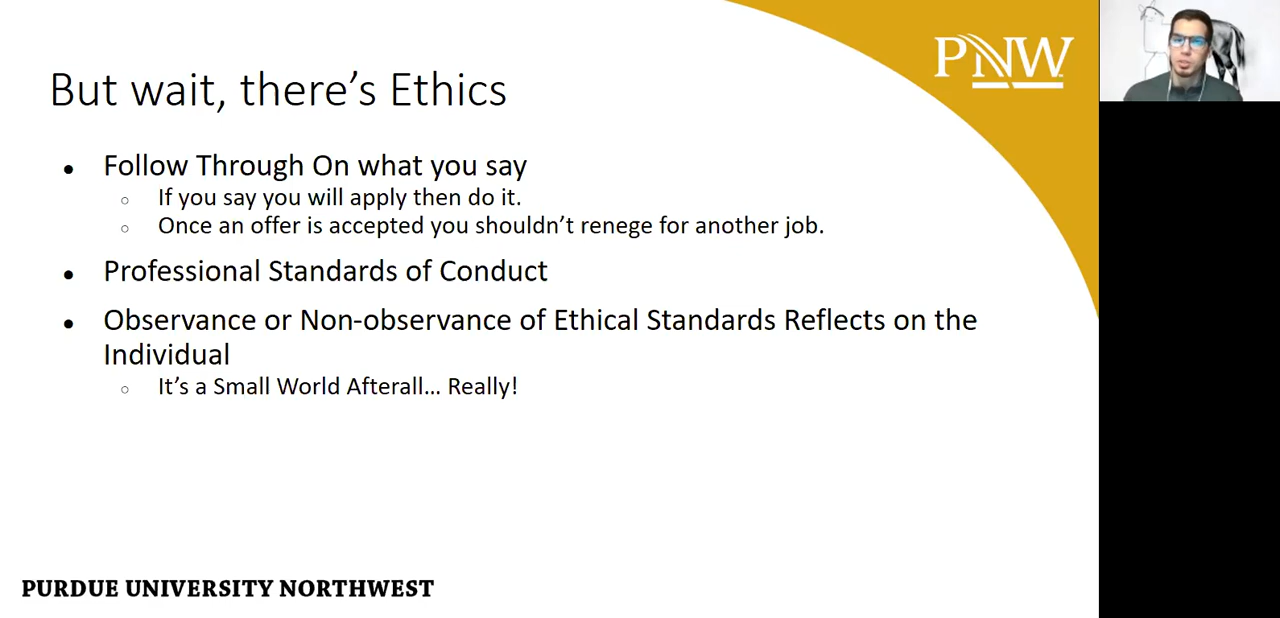 PNW
But wait, there's Ethics
Follow Through On what you say
If you say you will apply then do it.
Once an offer is accepted you shouldn't renege for another job.
Professional Standards of Conduct
Observance or Non-observance of Ethical Standards Reflects on the
Individual
It's a Small World Afterall... Really!
PURDUE UNIVERSITY NORTHWEST